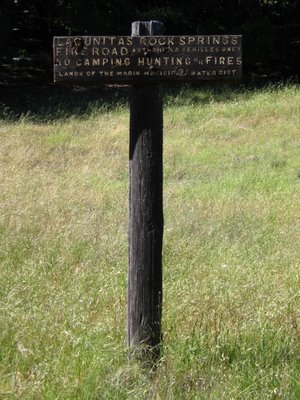 LAGUNITAS ROCK SPRINGS
FIRE ROAD AUTHORIZED VEHICLES ONLY
NO CAMPING HUNTING OR FIRES
LANDS OF THE MARIN MUNICIPAL WATER DIST